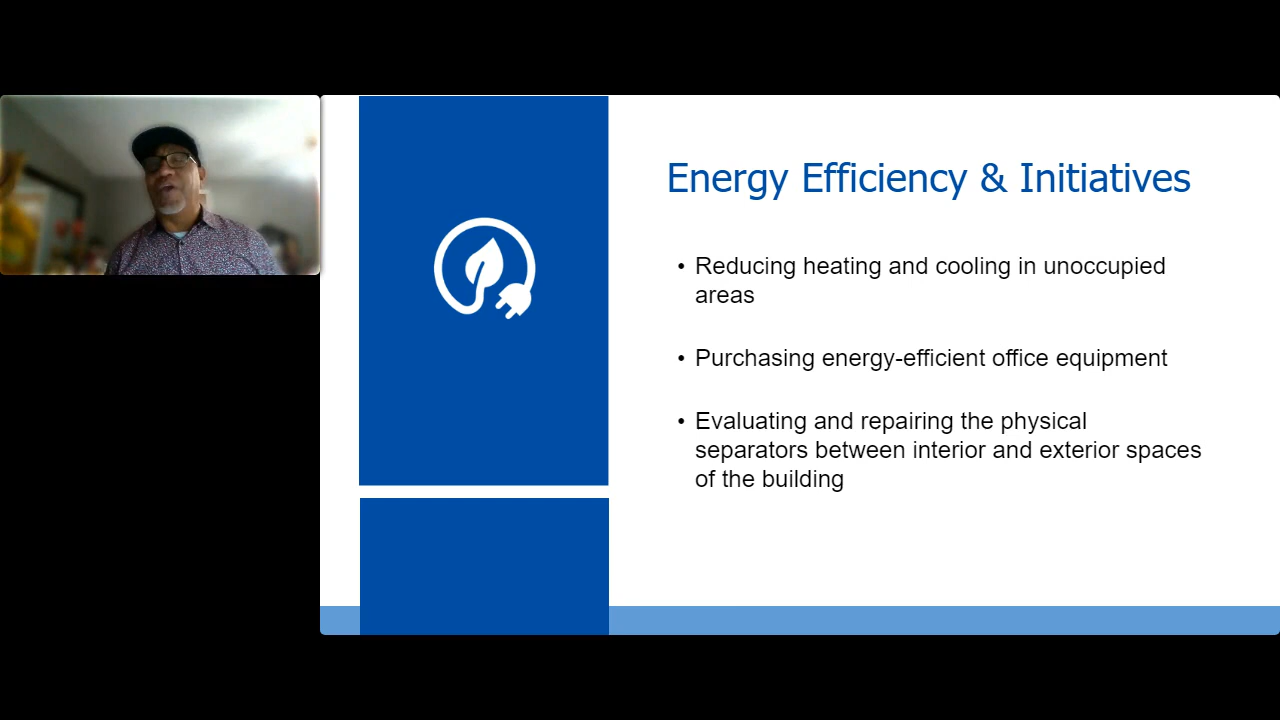 Energy Efficiency & Initiatives
• Reducing heating and cooling in unoccupied
areas
• Purchasing energy-efficient office equipment
• Evaluating and repairing the physical
separators between interior and exterior spaces
of the building